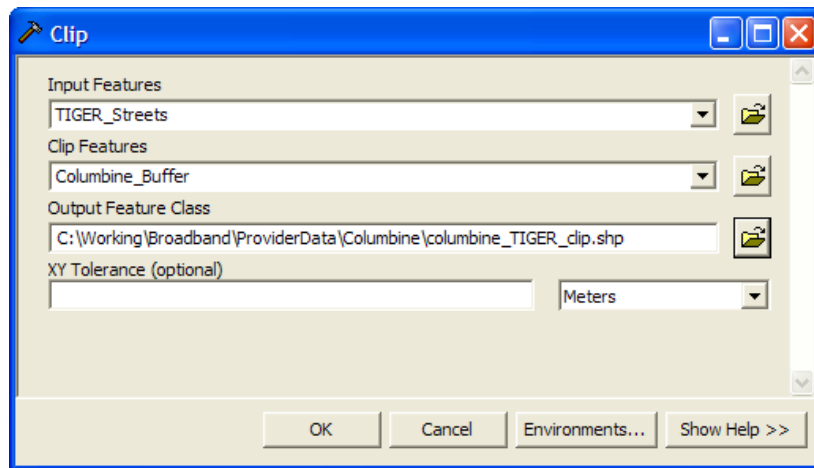 Clip
Input Features
TIGER_Streets
Clip Features
Columbine_Buffer
Output Feature Class
C:\Working\Broadband\ProviderData\Columbine\columbine_TIGER_clip.shp
XY Tolerance (optional)
Meters
OK Cancel Environments... Show Help >>